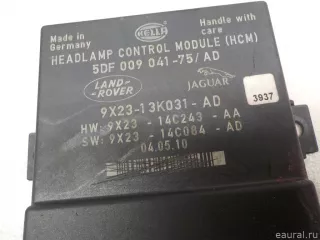 Made in
Germany
HELLA
Handle with
care
HEADLAMP CONTROL MODULE (HCM)
5DF 009 041-75/AD
LAND-
ROVER
JAGUAR
3937
9X23-13K031-AD
HW: 9X23 - 14C243 - AA
SW: 9X23 - 14C084 - AD
04.05.10
eaural.ru